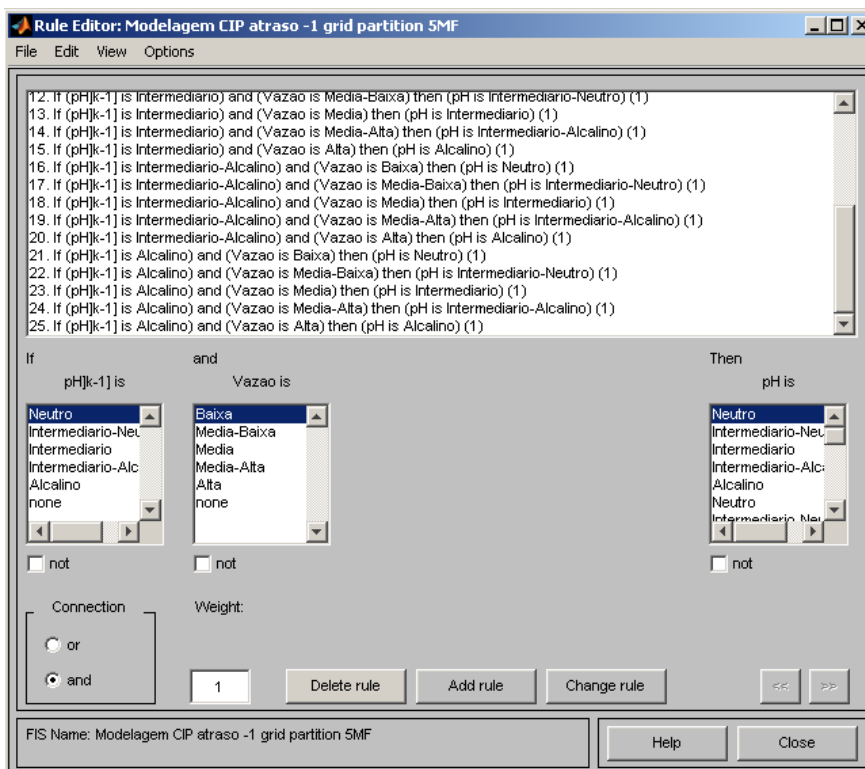 Rule Editor: Modelagem CIP atraso -1 grid partition 5MF
File Edit View Options
12. If (pH]k-1] is Intermediario) and (Vazao is Media-Baixa) then (pH is Intermediario-Neutro) (1)
13. If (pH]k-1] is Intermediario) and (Vazao is Media) then (pH is Intermediario) (1)
14. If (pH]k-1] is Intermediario) and (Vazao is Media-Alta) then (pH is Intermediario-Alcalino) (1)
15. If (pH]k-1] is Intermediario) and (Vazao is Alta) then (pH is Alcalino) (1)
16. If (pH]k-1] is Intermediario-Alcalino) and (Vazao is Baixa) then (pH is Neutro) (1)
17. If (pH]k-1] is Intermediario-Alcalino) and (Vazao is Media-Baixa) then (pH is Intermediario-Neutro) (1)
18. If (pH]k-1] is Intermediario-Alcalino) and (Vazao is Media) then (pH is Intermediario) (1)
19. If (pH]k-1] is Intermediario-Alcalino) and (Vazao is Media-Alta) then (pH is Intermediario-Alcalino) (1)
20. If (pH]k-1] is Intermediario-Alcalino) and (Vazao is Alta) then (pH is Alcalino) (1)
21. If (pH]k-1] is Alcalino) and (Vazao is Baixa) then (pH is Neutro) (1)
22. If (pH]k-1] is Alcalino) and (Vazao is Media-Baixa) then (pH is Intermediario-Neutro) (1)
23. If (pH]k-1] is Alcalino) and (Vazao is Media) then (pH is Intermediario) (1)
24. If (pH]k-1] is Alcalino) and (Vazao is Media-Alta) then (pH is Intermediario-Alcalino) (1)
25. If (pH]k-1] is Alcalino) and (Vazao is Alta) then (pH is Alcalino) (1)
If and Then
pH]k-1] is Vazao is pH is
Neutro Baixa Neutro
Intermediario-Neu Media-Baixa Intermediario-Neu
Intermediario Media Intermediario
Intermediario-Alc Media-Alta Intermediario-Alc
Alcalino Alta Alcalino
none none Neutro
Intermediario-Neu
not not not
Connection Weight:
or
and 1 Delete rule Add rule Change rule << >>
FIS Name: Modelagem CIP atraso -1 grid partition 5MF Help Close